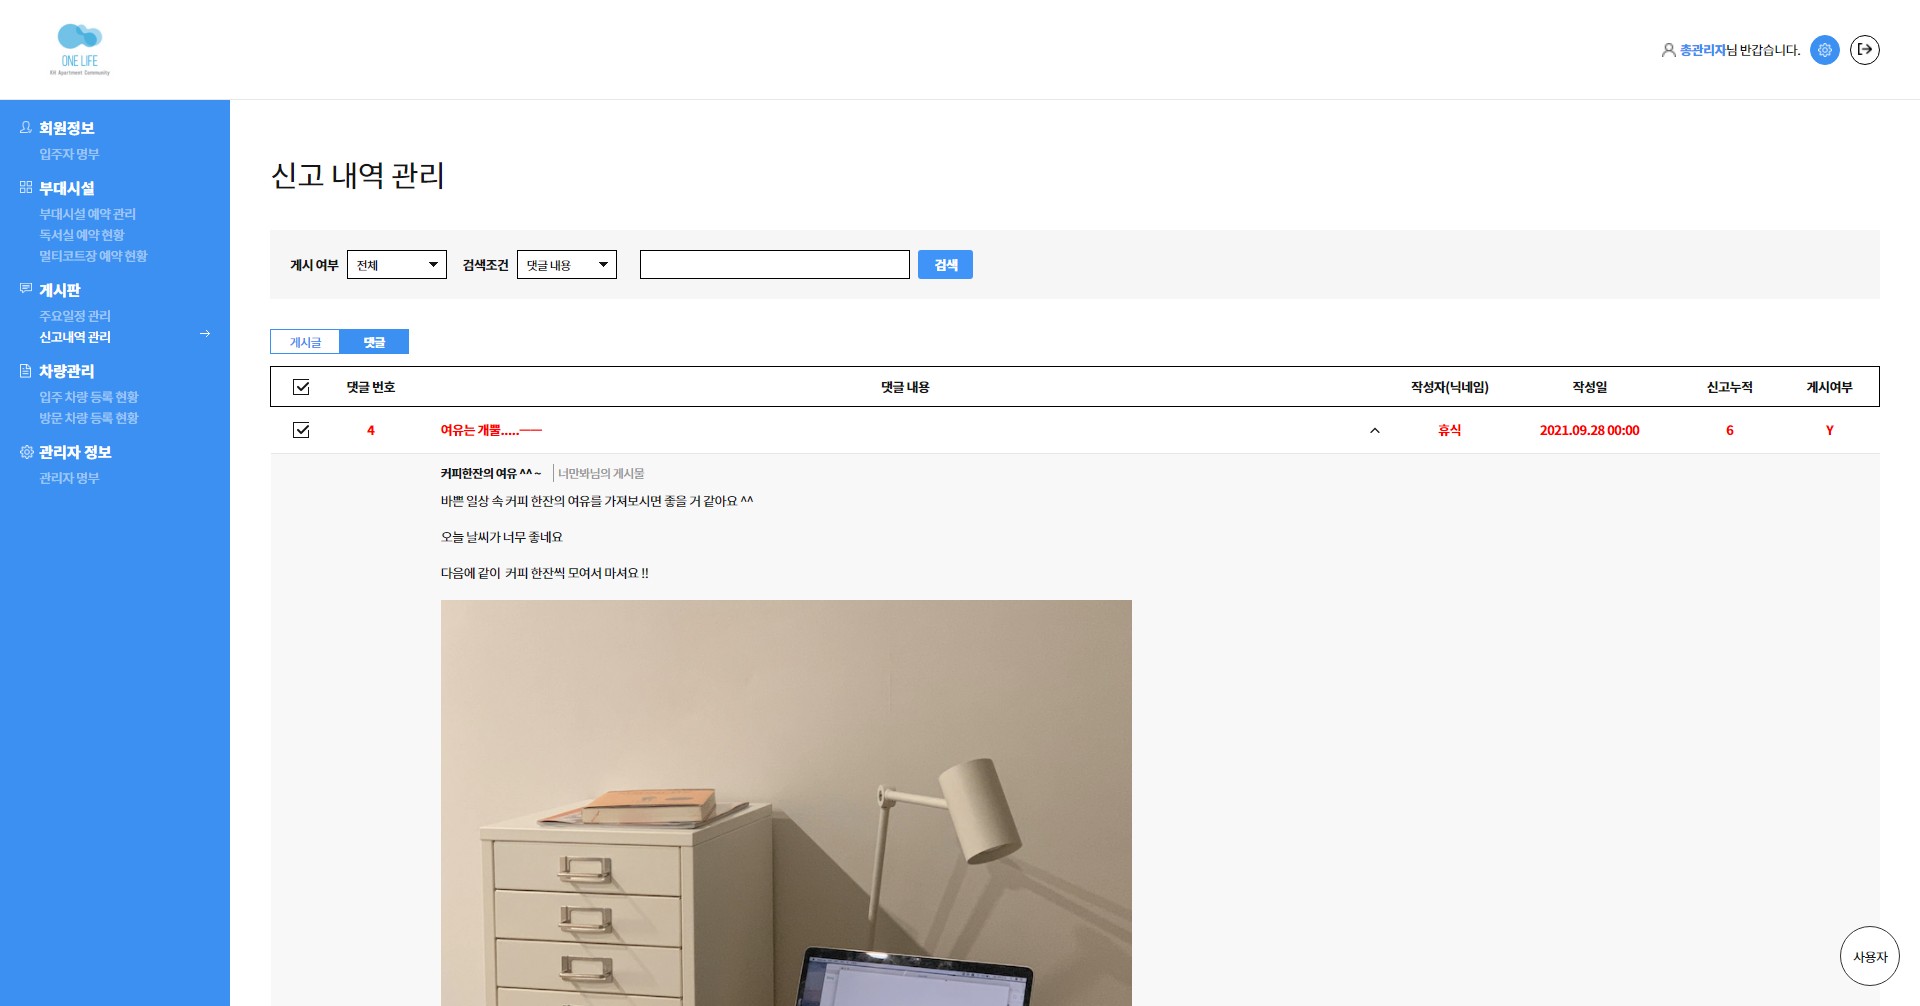 ONE LIFE
KH Apartment Community
총관리자님 반갑습니다.
회원정보
입주자 명부
부대시설
부대시설 예약 관리
독서실 예약 현황
멀티코트장 예약 현황
게시판
주요일정 관리
신고내역 관리
차량관리
입주 차량 등록 현황
방문 차량 등록 현황
관리자 정보
관리자 명부
신고 내역 관리
게시 여부 전체 검색조건 댓글 내용 검색
게시글 댓글
댓글 번호 댓글 내용 작성자(닉네임) 작성일 신고누적 게시여부
4 여유는 개뿔.....ㅡㅡ 휴식 2021.09.28 00:00 6 Y
커피한잔의 여유 ^^ ~ 너만봐님의 게시물
바쁜 일상 속 커피 한잔의 여유를 가져보시면 좋을 거 같아요 ^^
오늘 날씨가 너무 좋네요
다음에 같이 커피 한잔씩 모여서 마셔요 !!
사용자